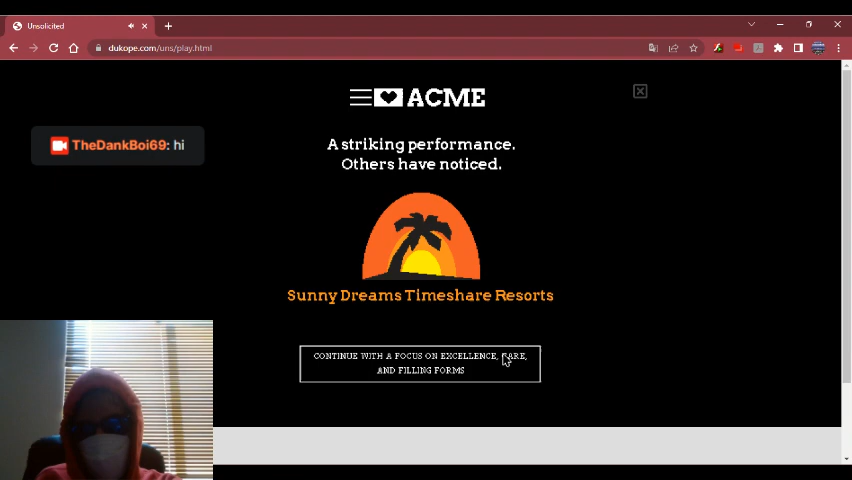 Unsolicited
dukope.com/uns/play.html
ACME
TheDankBoi69: hi
A striking performance.
Others have noticed.
Sunny Dreams Timeshare Resorts
CONTINUE WITH A FOCUS ON EXCELLENCE, CARE,
AND FILLING FORMS